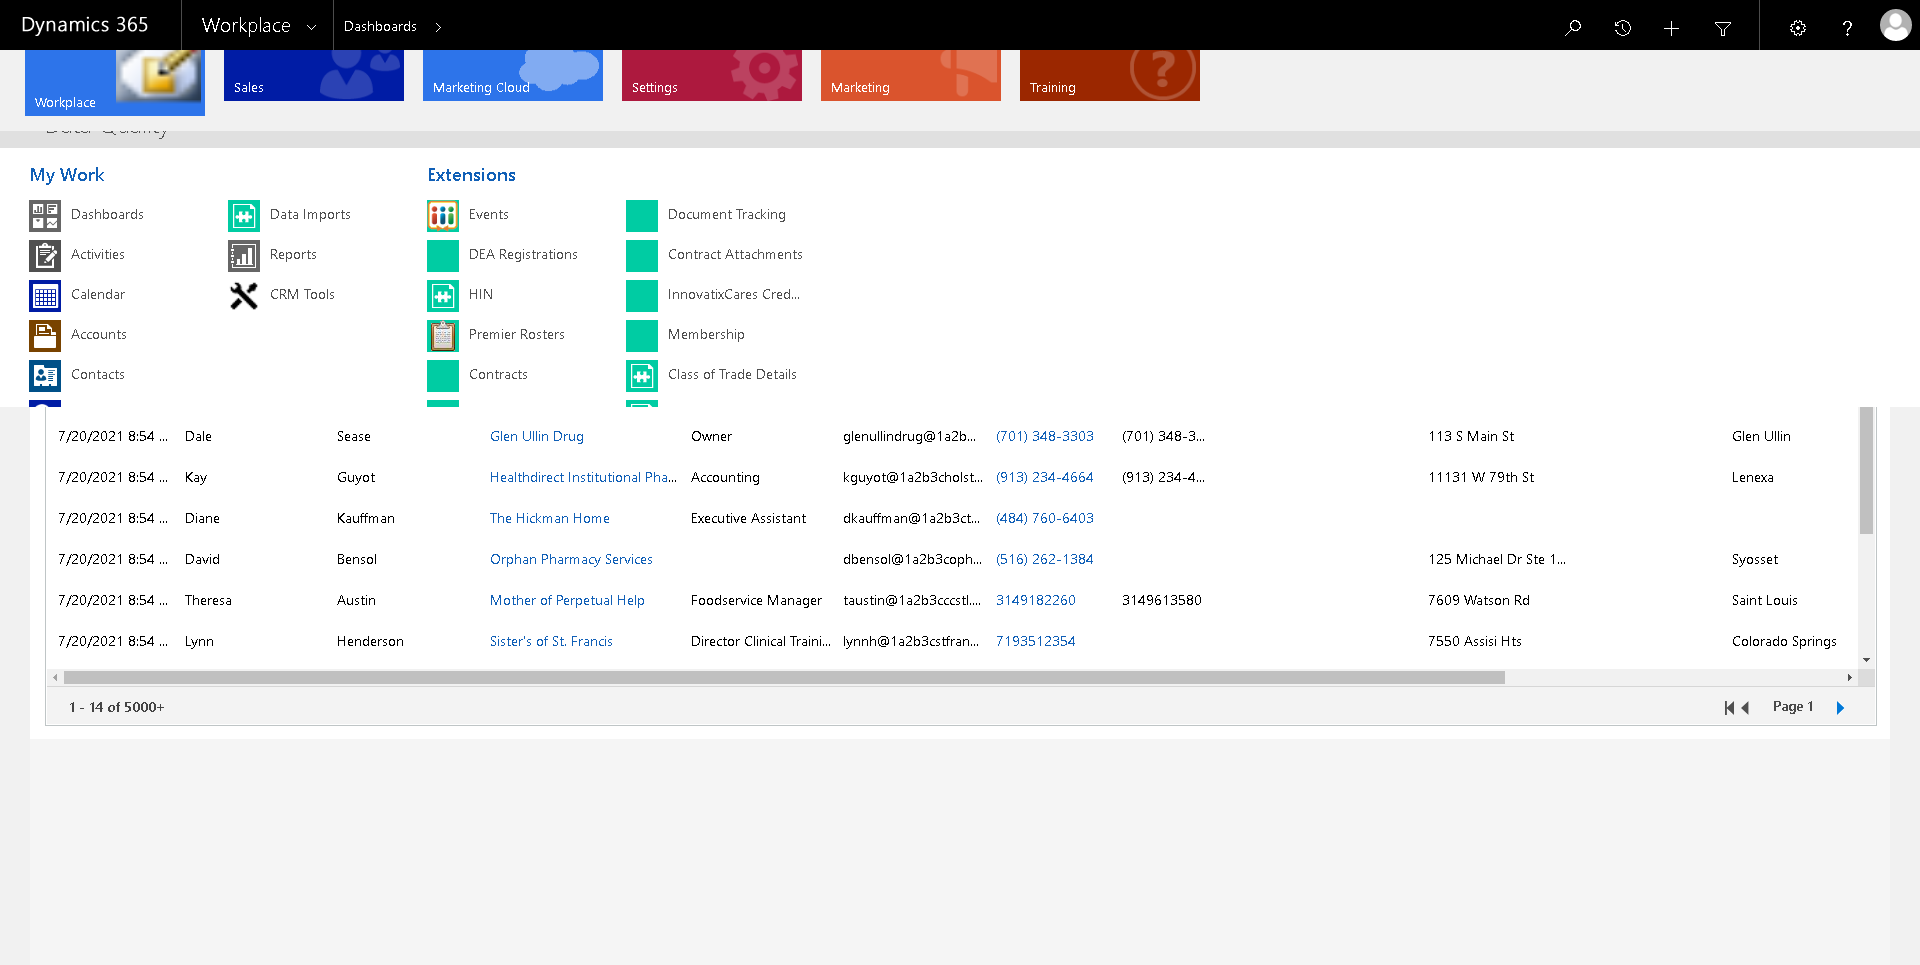 Dynamics 365 Workplace Dashboards
Workplace Sales Marketing Cloud Settings Marketing Training
Data Quality
My Work Extensions
Dashboards Data Imports Events Document Tracking
Activities Reports DEA Registrations Contract Attachments
Calendar CRM Tools HIN InnovatixCares Cred...
Accounts Premier Rosters Membership
Contacts Contracts Class of Trade Details
7/20/2021 8:54 ... Dale Sease Glen Ullin Drug Owner glenullindrug@1a2b... (701) 348-3303 (701) 348-3... 113 S Main St Glen Ullin
7/20/2021 8:54 ... Kay Guyot Healthdirect Institutional Pha... Accounting kguyot@1a2b3cholst... (913) 234-4664 (913) 234-4... 11131 W 79th St Lenexa
7/20/2021 8:54 ... Diane Kauffman The Hickman Home Executive Assistant dkauffman@1a2b3ct... (484) 760-6403
7/20/2021 8:54 ... David Bensol Orphan Pharmacy Services dbensol@1a2b3coph... (516) 262-1384 125 Michael Dr Ste 1... Syosset
7/20/2021 8:54 ... Theresa Austin Mother of Perpetual Help Foodservice Manager taustin@1a2b3cccstl.... 3149182260 3149613580 7609 Watson Rd Saint Louis
7/20/2021 8:54 ... Lynn Henderson Sister's of St. Francis Director Clinical Traini... lynnh@1a2b3cstfran... 7193512354 7550 Assisi Hts Colorado Springs
1 - 14 of 5000+ Page 1